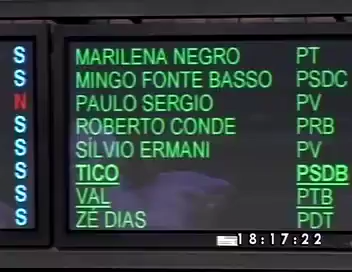 S MARILENA NEGRO PT
S MINGO FONTE BASSO PSDC
N PAULO SERGIO PV
S ROBERTO CONDE PRB
S SÍLVIO ERMANI PV
S TICO PSDB
S VAL PTB
S ZÉ DIAS PDT
18:17:22